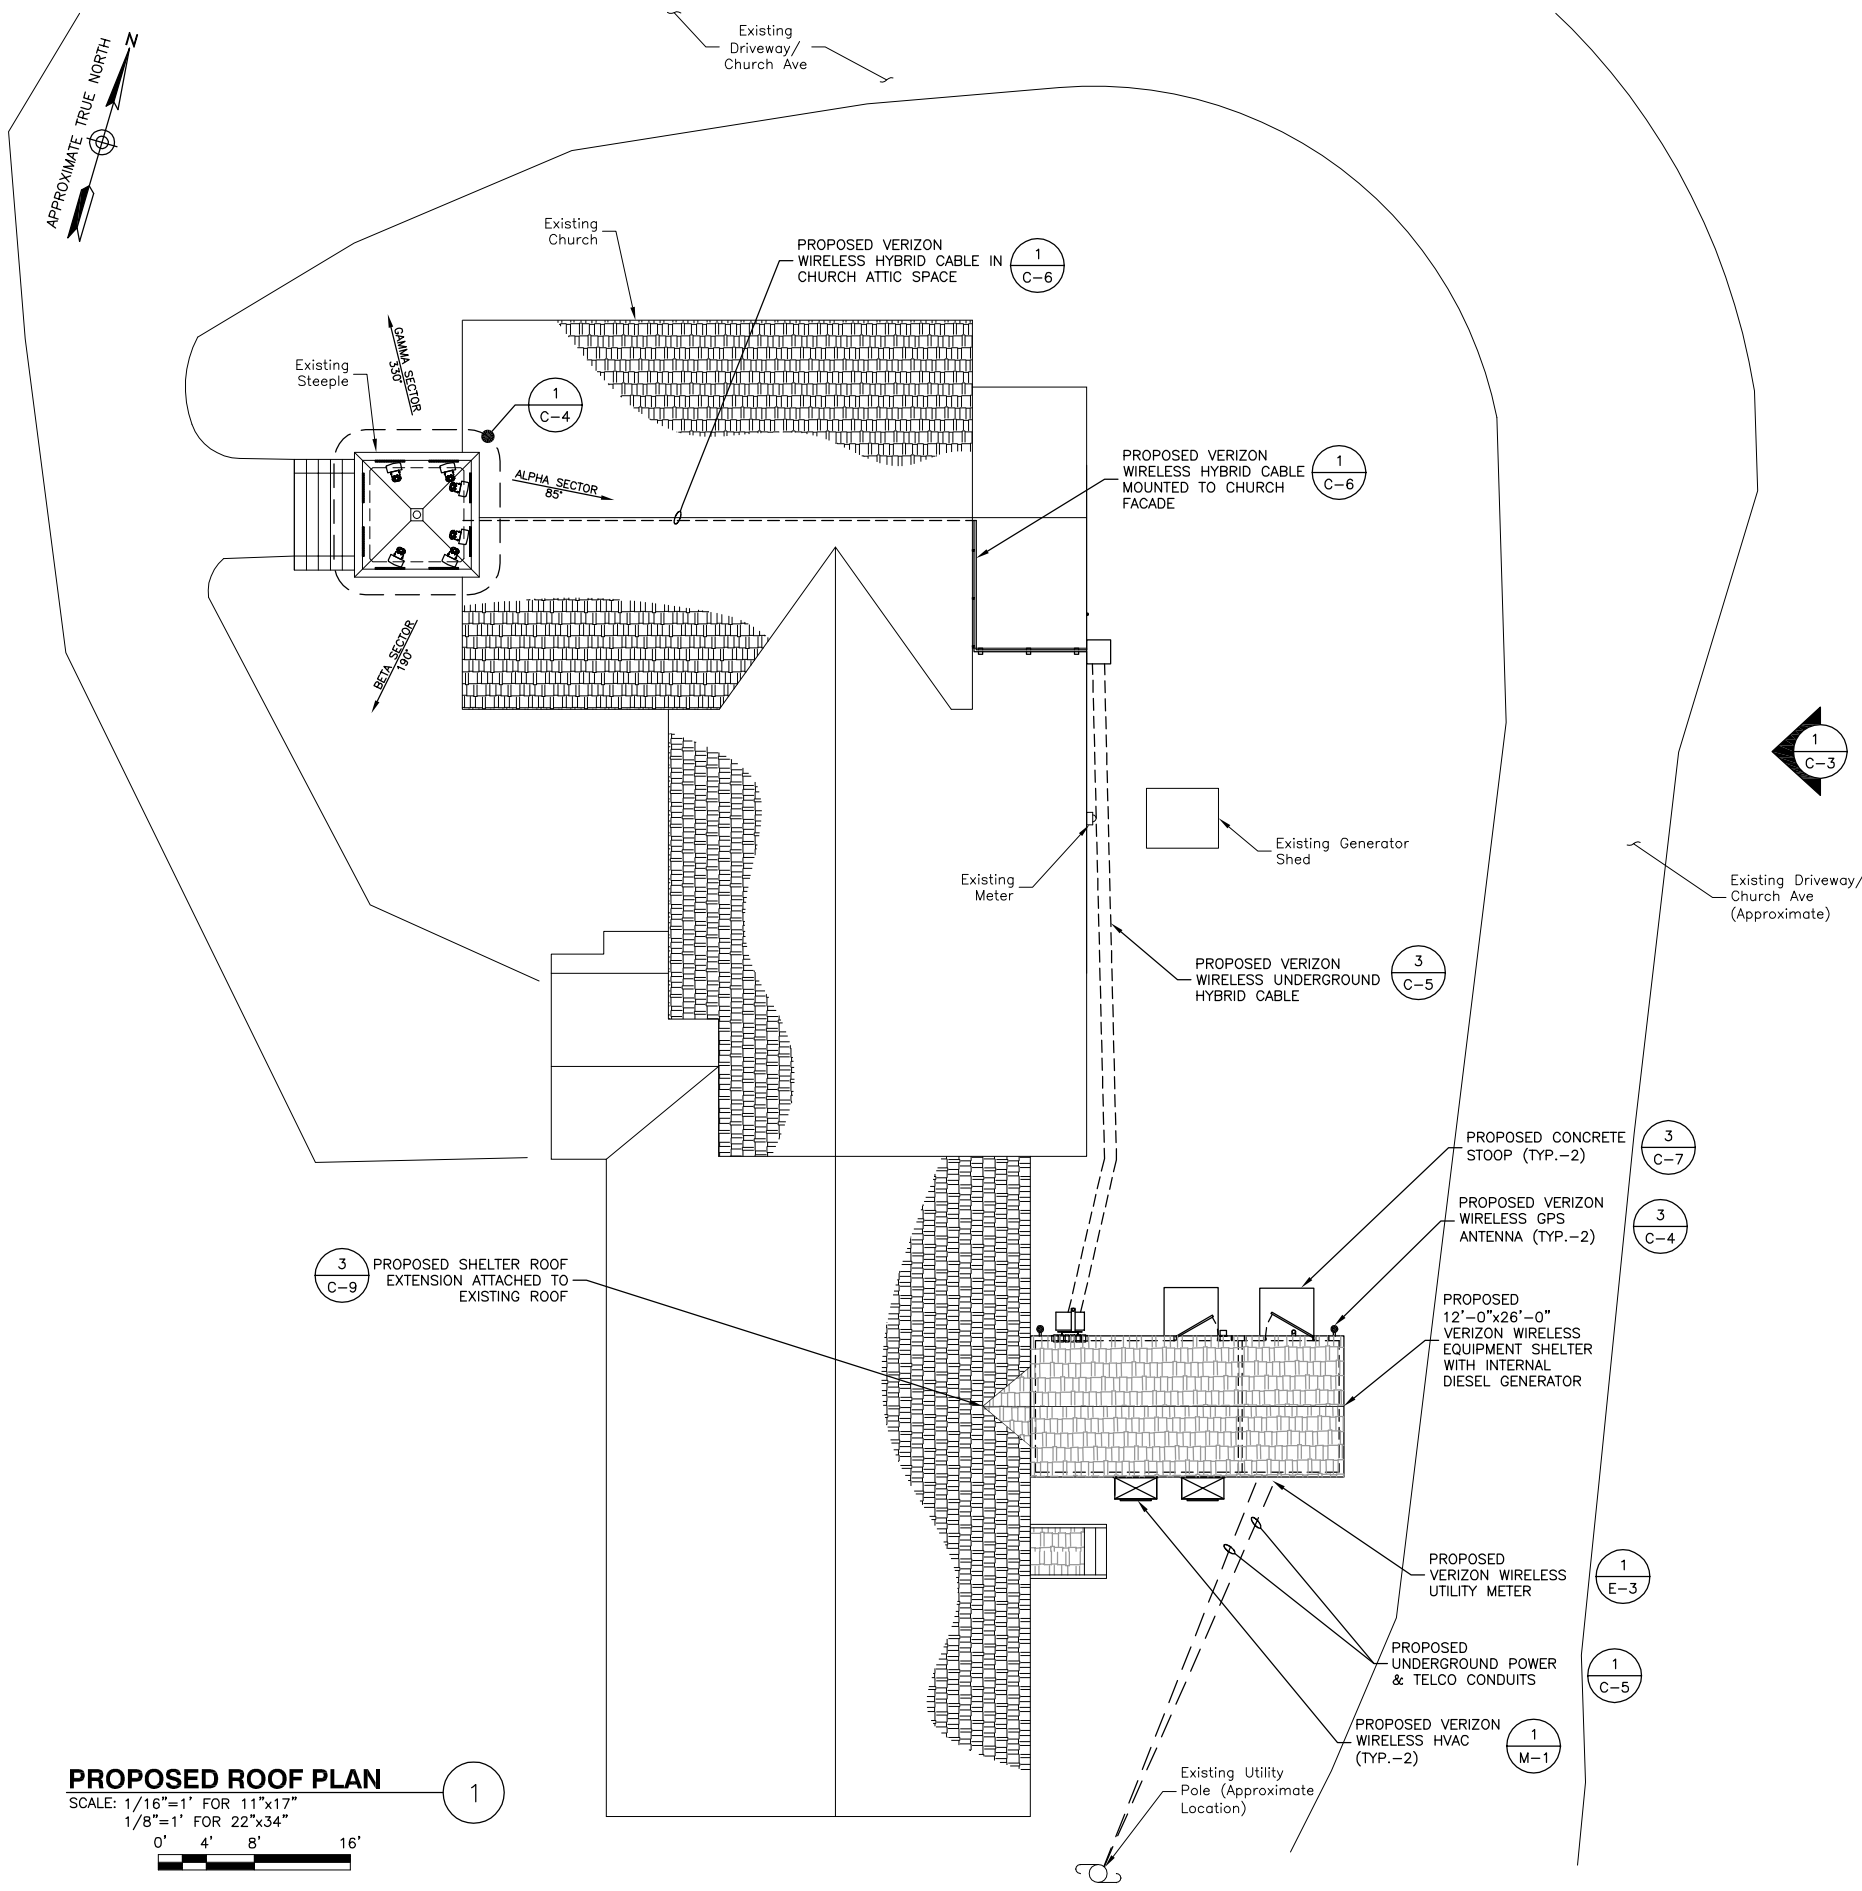 Existing
Driveway/
Church Ave
N
APPROXIMATE TRUE NORTH
Existing
Church
PROPOSED VERIZON
WIRELESS HYBRID CABLE IN
CHURCH ATTIC SPACE
1
C-6
GAMMA SECTOR
330°
Existing
Steeple
1
C-4
ALPHA SECTOR
85°
PROPOSED VERIZON
WIRELESS HYBRID CABLE
MOUNTED TO CHURCH
FACADE
1
C-6
BETA SECTOR
190°
1
C-3
Existing Generator
Shed
Existing
Meter
Existing Driveway/
Church Ave
(Approximate)
PROPOSED VERIZON
WIRELESS UNDERGROUND
HYBRID CABLE
3
C-5
PROPOSED CONCRETE
STOOP (TYP.-2)
3
C-7
PROPOSED VERIZON
WIRELESS GPS
ANTENNA (TYP.-2)
3
C-4
3
C-9
PROPOSED SHELTER ROOF
EXTENSION ATTACHED TO
EXISTING ROOF
PROPOSED
12'-0"x26'-0"
VERIZON WIRELESS
EQUIPMENT SHELTER
WITH INTERNAL
DIESEL GENERATOR
PROPOSED
VERIZON WIRELESS
UTILITY METER
1
E-3
PROPOSED
UNDERGROUND POWER
& TELCO CONDUITS
1
C-5
PROPOSED VERIZON
WIRELESS HVAC
(TYP.-2)
1
M-1
Existing Utility
Pole (Approximate
Location)
PROPOSED ROOF PLAN
1
SCALE: 1/16"=1' FOR 11"x17"
1/8"=1' FOR 22"x34"
0' 4' 8' 16'